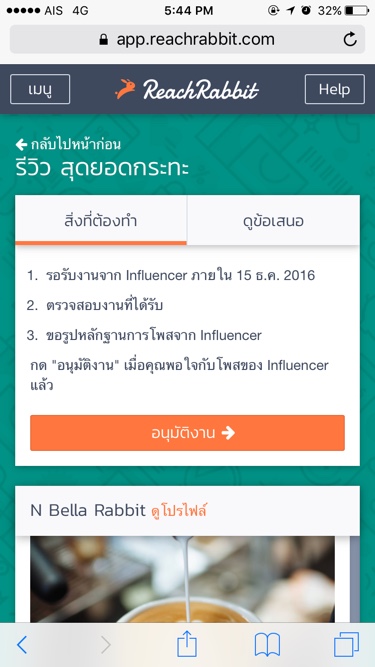 AIS 4G 5:44 PM 32%
app.reachrabbit.com
เมนู ReachRabbit Help
กลับไปหน้าก่อน
รีวิว สุดยอดกระทะ
สิ่งที่ต้องทำ ดูข้อเสนอ
1. รอรับงานจาก Influencer ภายใน 15 ธ.ค. 2016
2. ตรวจสอบงานที่ได้รับ
3. ขอรูปหลักฐานการโพสจาก Influencer
กด "อนุมัติงาน" เมื่อคุณพอใจกับโพสของ Influencer
แล้ว
อนุมัติงาน
N Bella Rabbit ดูโปรไฟล์